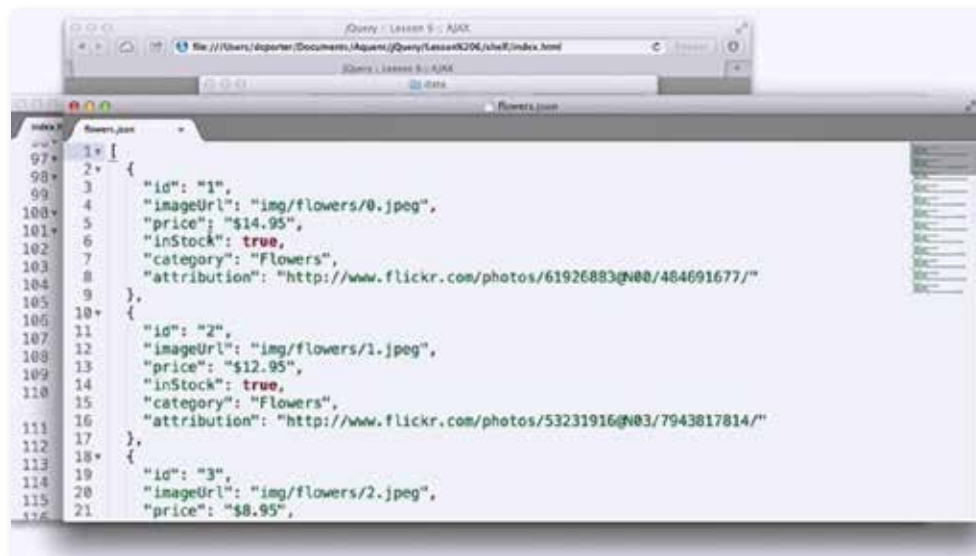 jQuery : Lesson 6 :: AJAX
file:///Users/dcporter/Documents/Aquent/jQuery/Lesson%206/shelf/index.html
jQuery : Lesson 6 :: AJAX
data
flowers.json
flowers.json
1 [
2 {
3 "id": "1",
4 "imageUrl": "img/flowers/0.jpeg",
5 "price": "$14.95",
6 "inStock": true,
7 "category": "Flowers",
8 "attribution": "http://www.flickr.com/photos/61926883@N00/484691677/"
9 },
10 {
11 "id": "2",
12 "imageUrl": "img/flowers/1.jpeg",
13 "price": "$12.95",
14 "inStock": true,
15 "category": "Flowers",
16 "attribution": "http://www.flickr.com/photos/53231916@N03/7943817814/"
17 },
18 {
19 "id": "3",
20 "imageUrl": "img/flowers/2.jpeg",
21 "price": "$8.95",
97
98
99
100
101
102
103
104
105
106
107
108
109
110
111
112
113
114
115